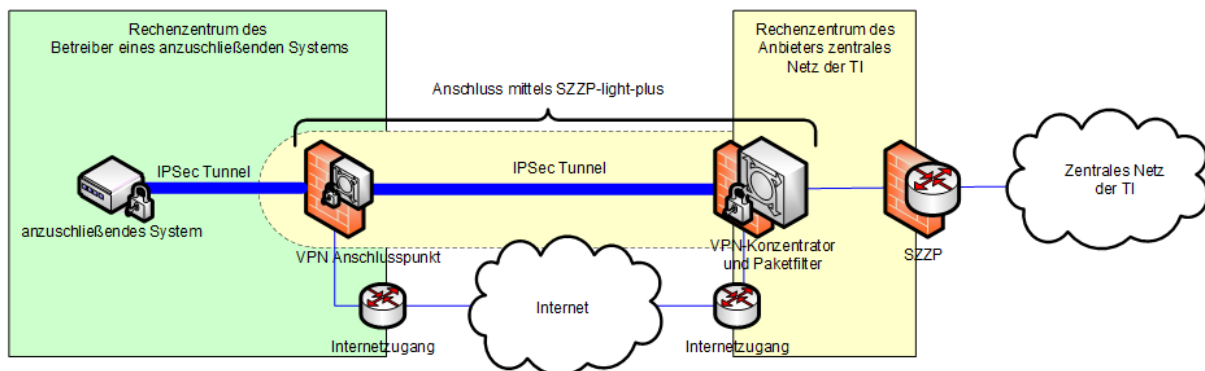 Rechenzentrum des
Betreiber eines anzuschließenden Systems
Rechenzentrum des
Anbieters zentrales
Netz der TI
Anschluss mittels SZZP-light-plus
IPSec Tunnel
IPSec Tunnel
Zentrales Netz
der TI
anzuschließendes System
VPN Anschlusspunkt
VPN-Konzentrator
und Paketfilter
SZZP
Internet
Internetzugang
Internetzugang